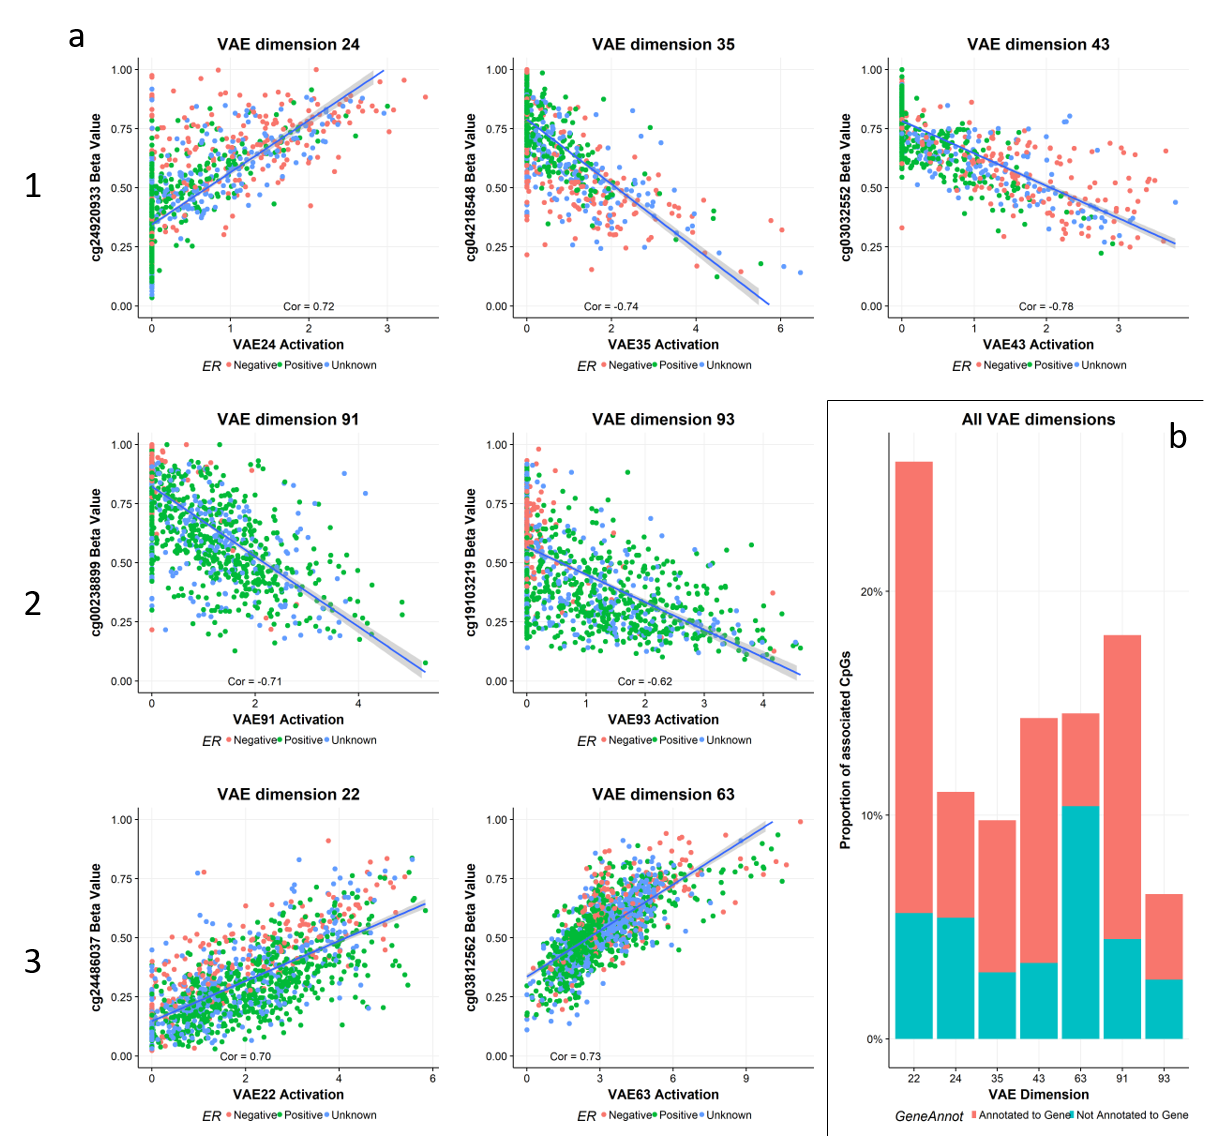 a
1
VAE dimension 24
cg24920933 Beta Value
1.00
0.75
0.50
0.25
0.00
Cor = 0.72
0 1 2 3
VAE24 Activation
ER Negative Positive Unknown
VAE dimension 35
cg04218548 Beta Value
1.00
0.75
0.50
0.25
0.00
Cor = -0.74
0 2 4 6
VAE35 Activation
ER Negative Positive Unknown
VAE dimension 43
cg03032552 Beta Value
1.00
0.75
0.50
0.25
0.00
Cor = -0.78
0 1 2 3
VAE43 Activation
ER Negative Positive Unknown
2
VAE dimension 91
cg00238899 Beta Value
1.00
0.75
0.50
0.25
0.00
Cor = -0.71
0 2 4
VAE91 Activation
ER Negative Positive Unknown
VAE dimension 93
cg19103219 Beta Value
1.00
0.75
0.50
0.25
0.00
Cor = -0.62
0 1 2 3 4
VAE93 Activation
ER Negative Positive Unknown
3
VAE dimension 22
cg24486037 Beta Value
1.00
0.75
0.50
0.25
0.00
Cor = 0.70
0 2 4 6
VAE22 Activation
ER Negative Positive Unknown
VAE dimension 63
cg03812562 Beta Value
1.00
0.75
0.50
0.25
0.00
Cor = 0.73
0 3 6 9
VAE63 Activation
ER Negative Positive Unknown
All VAE dimensions
b
Proportion of associated CpGs
20%
10%
0%
22 24 35 43 63 91 93
VAE Dimension
GeneAnnot Annotated to Gene Not Annotated to Gene